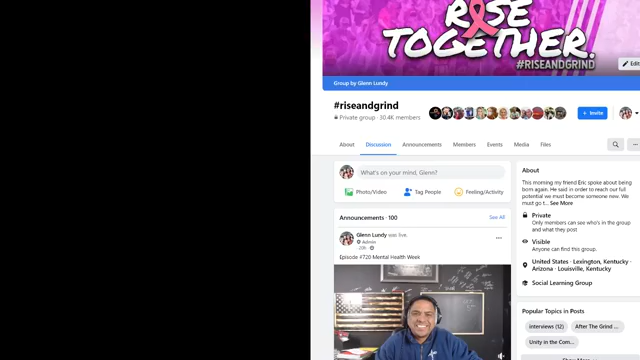 RISE
TOGETHER.
#RISEANDGRIND
Edit
Group by Glenn Lundy
#riseandgrind
Private group · 30.4K members
+ Invite
About
Discussion
Announcements
Members
Events
Media
Files
What's on your mind, Glenn?
Photo/Video
Tag People
Feeling/Activity
Announcements · 100
See All
Glenn Lundy was live.
Admin
20h
Episode #720 Mental Health Week
About
This morning my friend Eric spoke about
being born again. He said in order to reach our full
potential we must become someone new. We
must go t... See More
Private
Only members can see who's in the group
and what they post
Visible
Anyone can find this group.
United States · Lexington, Kentucky ·
Arizona · Louisville, Kentucky
Social Learning Group
Popular Topics in Posts
interviews (12)
After The Grind ...
Unity in the Com...